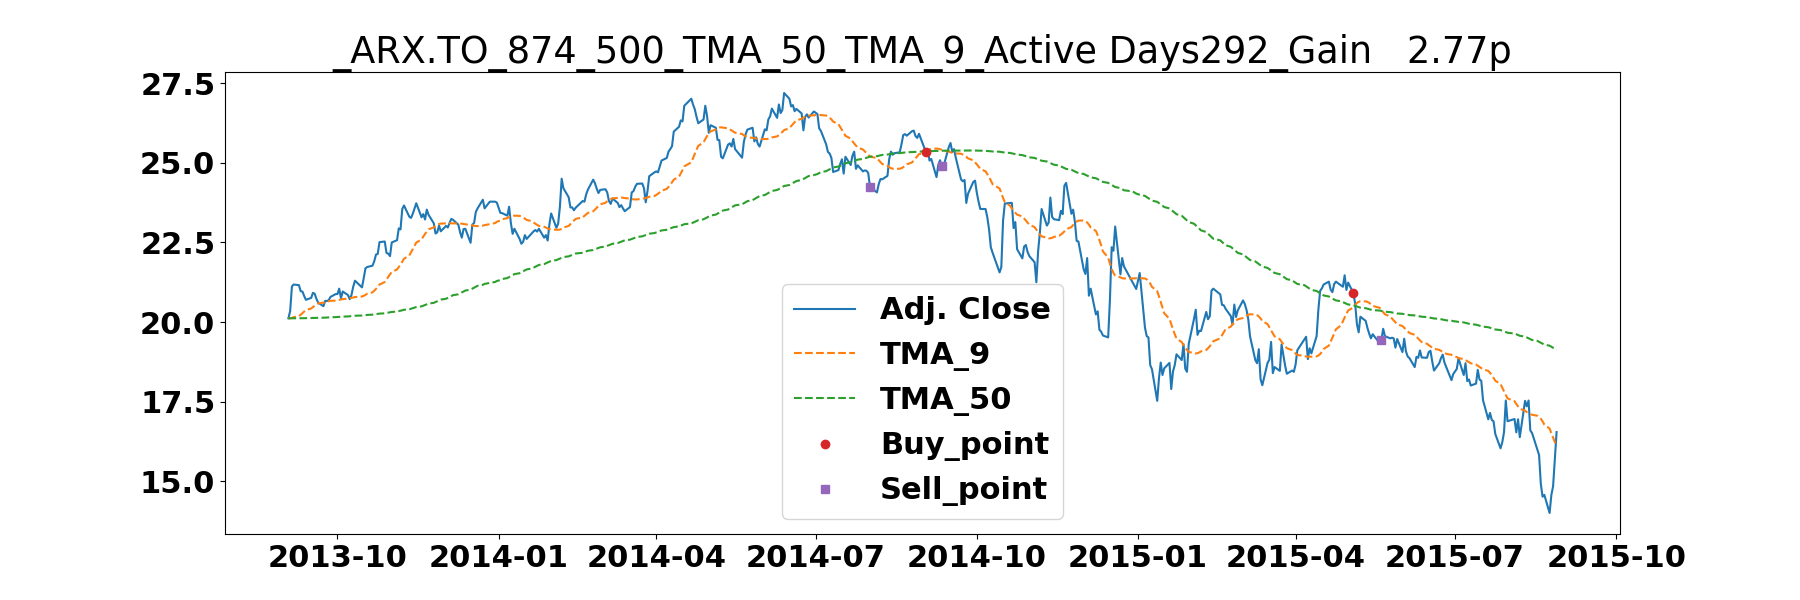 _ARX.TO_874_500_TMA_50_TMA_9_Active Days292_Gain   2.77p
27.5
25.0
22.5
20.0
17.5
15.0
Adj. Close
TMA_9
TMA_50
Buy_point
Sell_point
2013-10 2014-01 2014-04 2014-07 2014-10 2015-01 2015-04 2015-07 2015-10